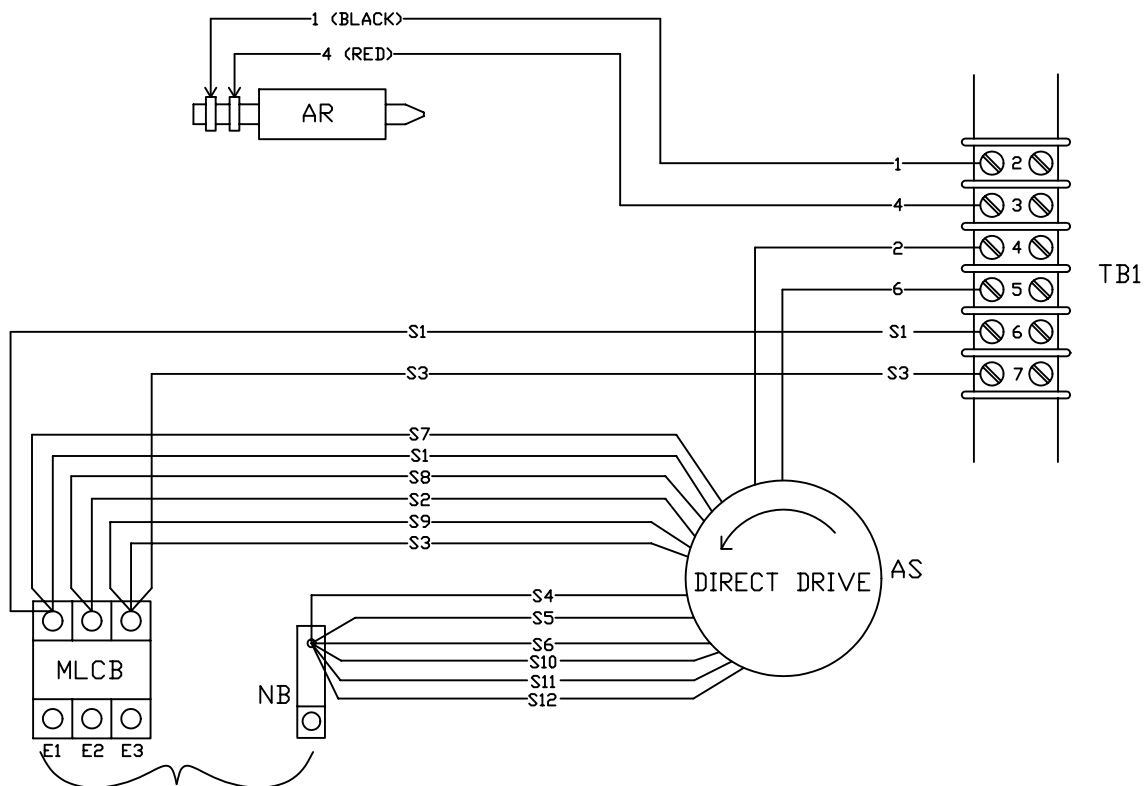 1 (BLACK)
4 (RED)
AR
1
2
4
3
2
4
TB1
6
5
S1
S1
6
S3
S3
7
S7
S1
S8
S2
S9
S3
DIRECT DRIVE
AS
S4
S5
S6
S10
S11
S12
MLCB
NB
E1
E2
E3